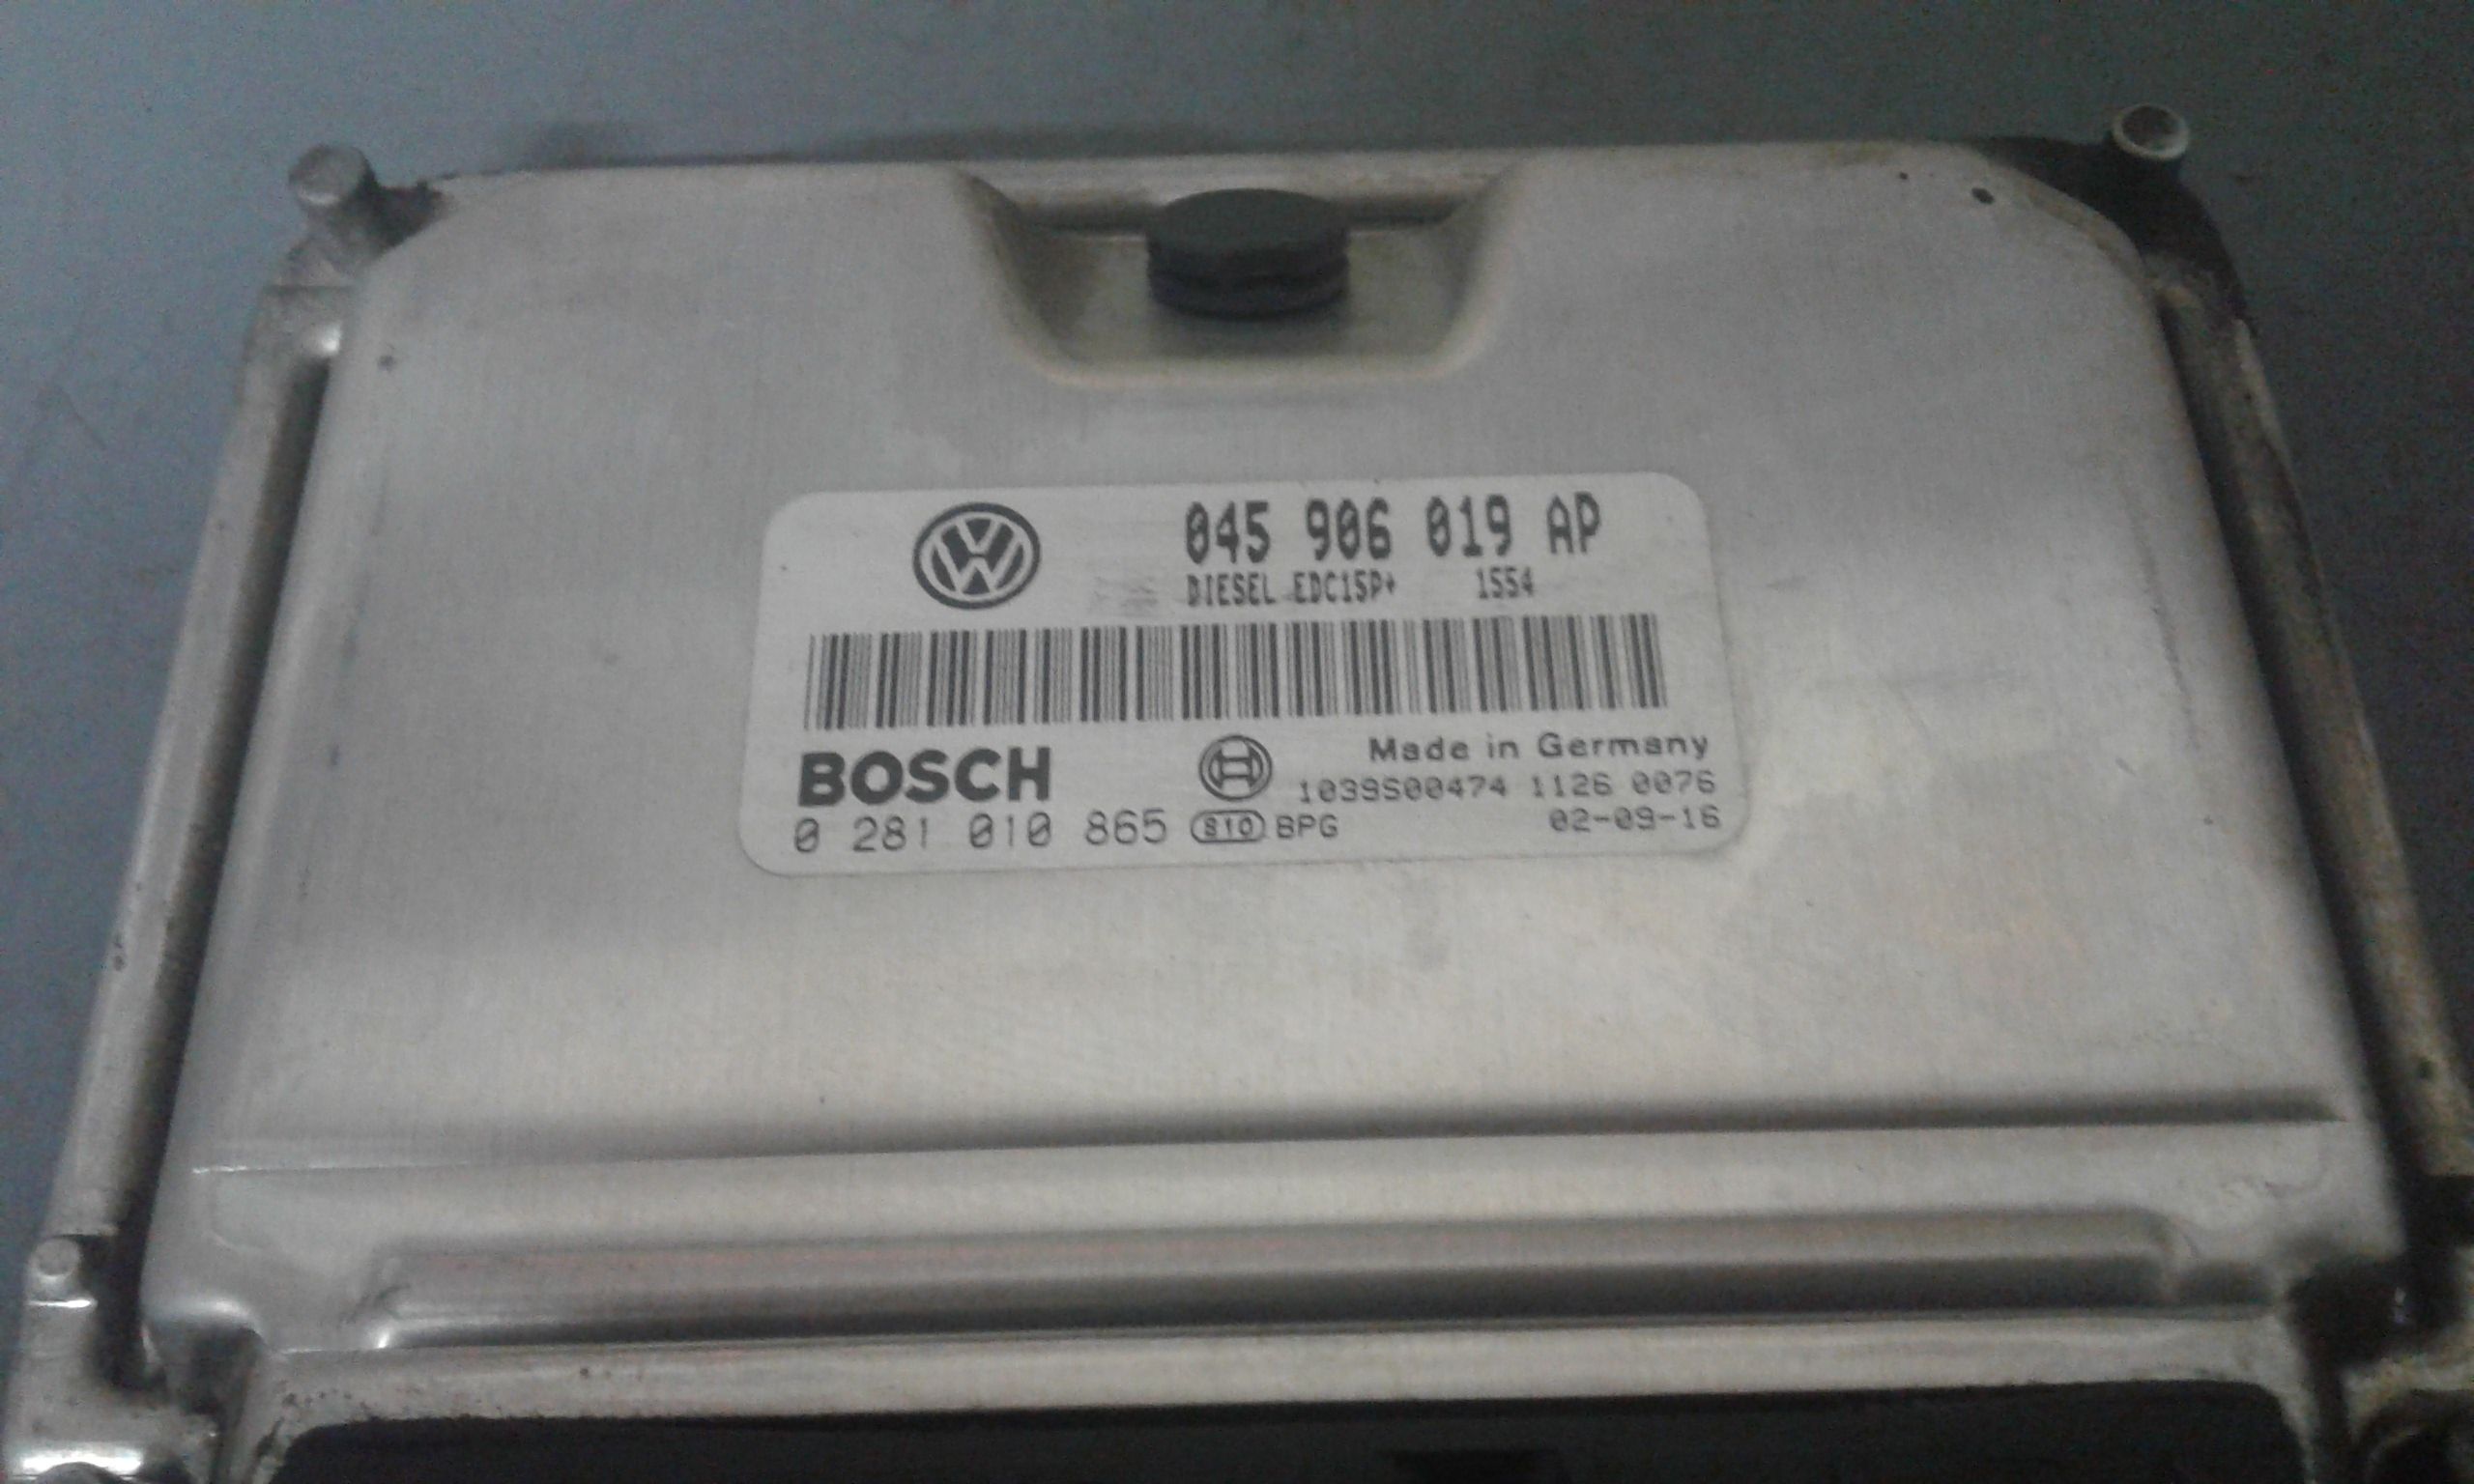 045 906 019 AP
DIESEL EDC15P+ 1554
BOSCH
Made in Germany
1039S00474 1126 0076
0 281 010 865 S10 BPG 02-09-16